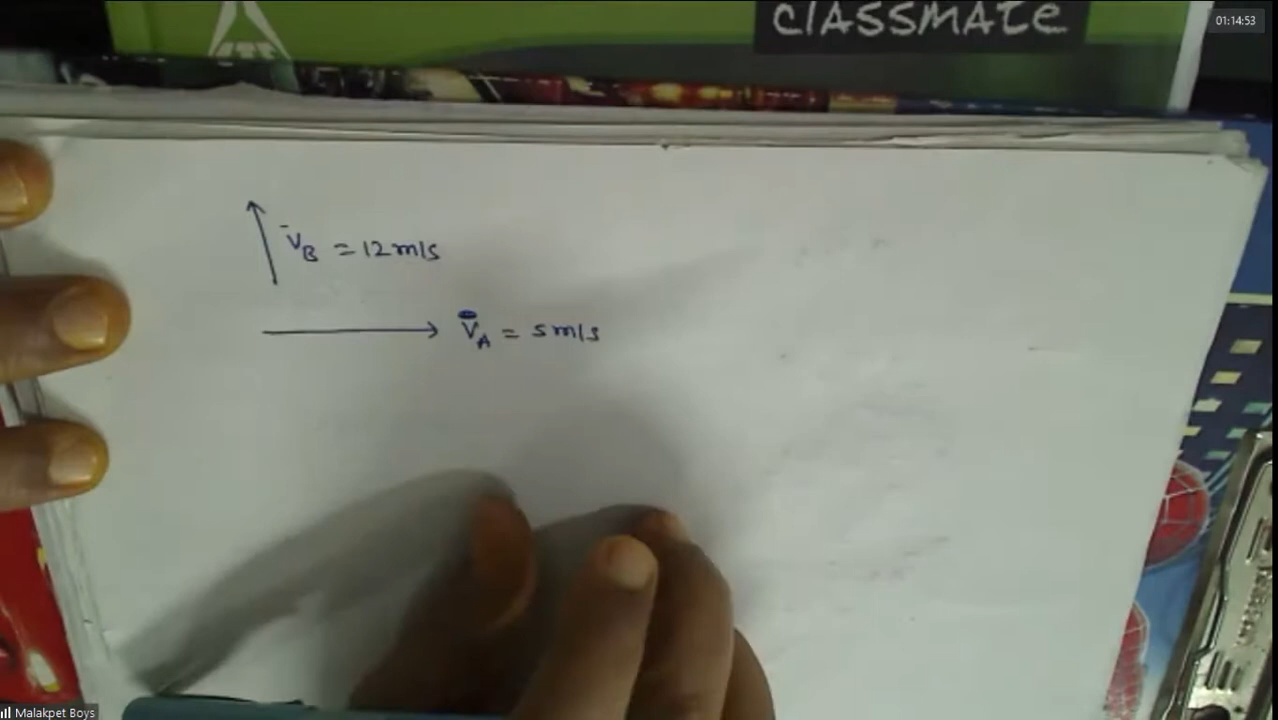 CLASSMATE
01:14:53
V̄B = 12 m/s
V̄A = 5 m/s
Malakpet Boys